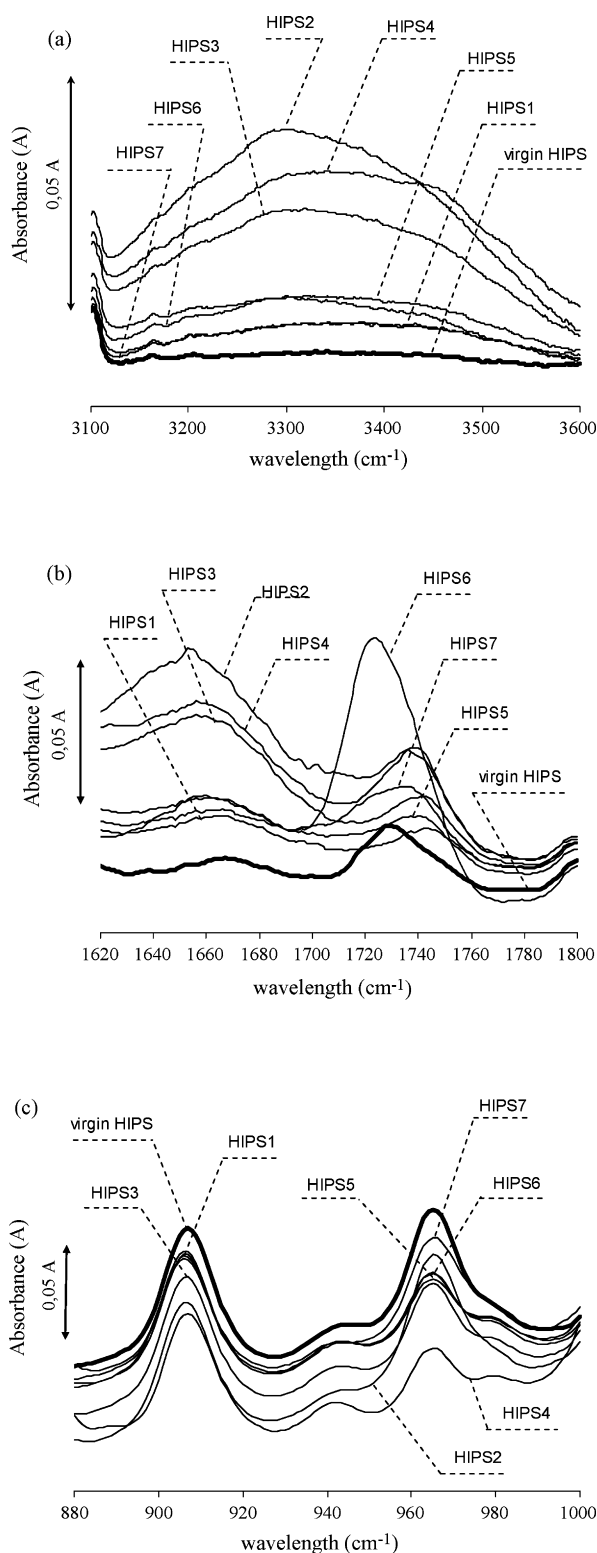 (a)
HIPS2
HIPS4
HIPS3
HIPS5
HIPS6
HIPS1
HIPS7
virgin HIPS
Absorbance (A)
0,05 A
3100 3200 3300 3400 3500 3600
wavelength (cm-1)
(b)
HIPS3
HIPS2
HIPS6
HIPS1
HIPS4
HIPS7
HIPS5
virgin HIPS
Absorbance (A)
0,05 A
1620 1640 1660 1680 1700 1720 1740 1760 1780 1800
wavelength (cm-1)
(c)
HIPS7
virgin HIPS
HIPS1
HIPS3
HIPS5
HIPS6
Absorbance (A)
0,05 A
HIPS4
HIPS2
880 900 920 940 960 980 1000
wavelength (cm-1)